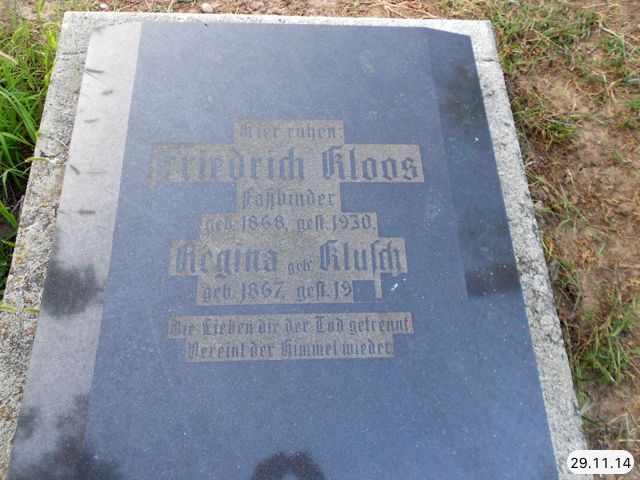 Hier ruhen:
Friedrich Kloos
Faßbinder
geb. 1868, gest. 1930.
Regina geb. Klusch
geb. 1867, gest. 19
Die Lieben die der Tod getrennt
Vereint der Himmel wieder
29.11.14